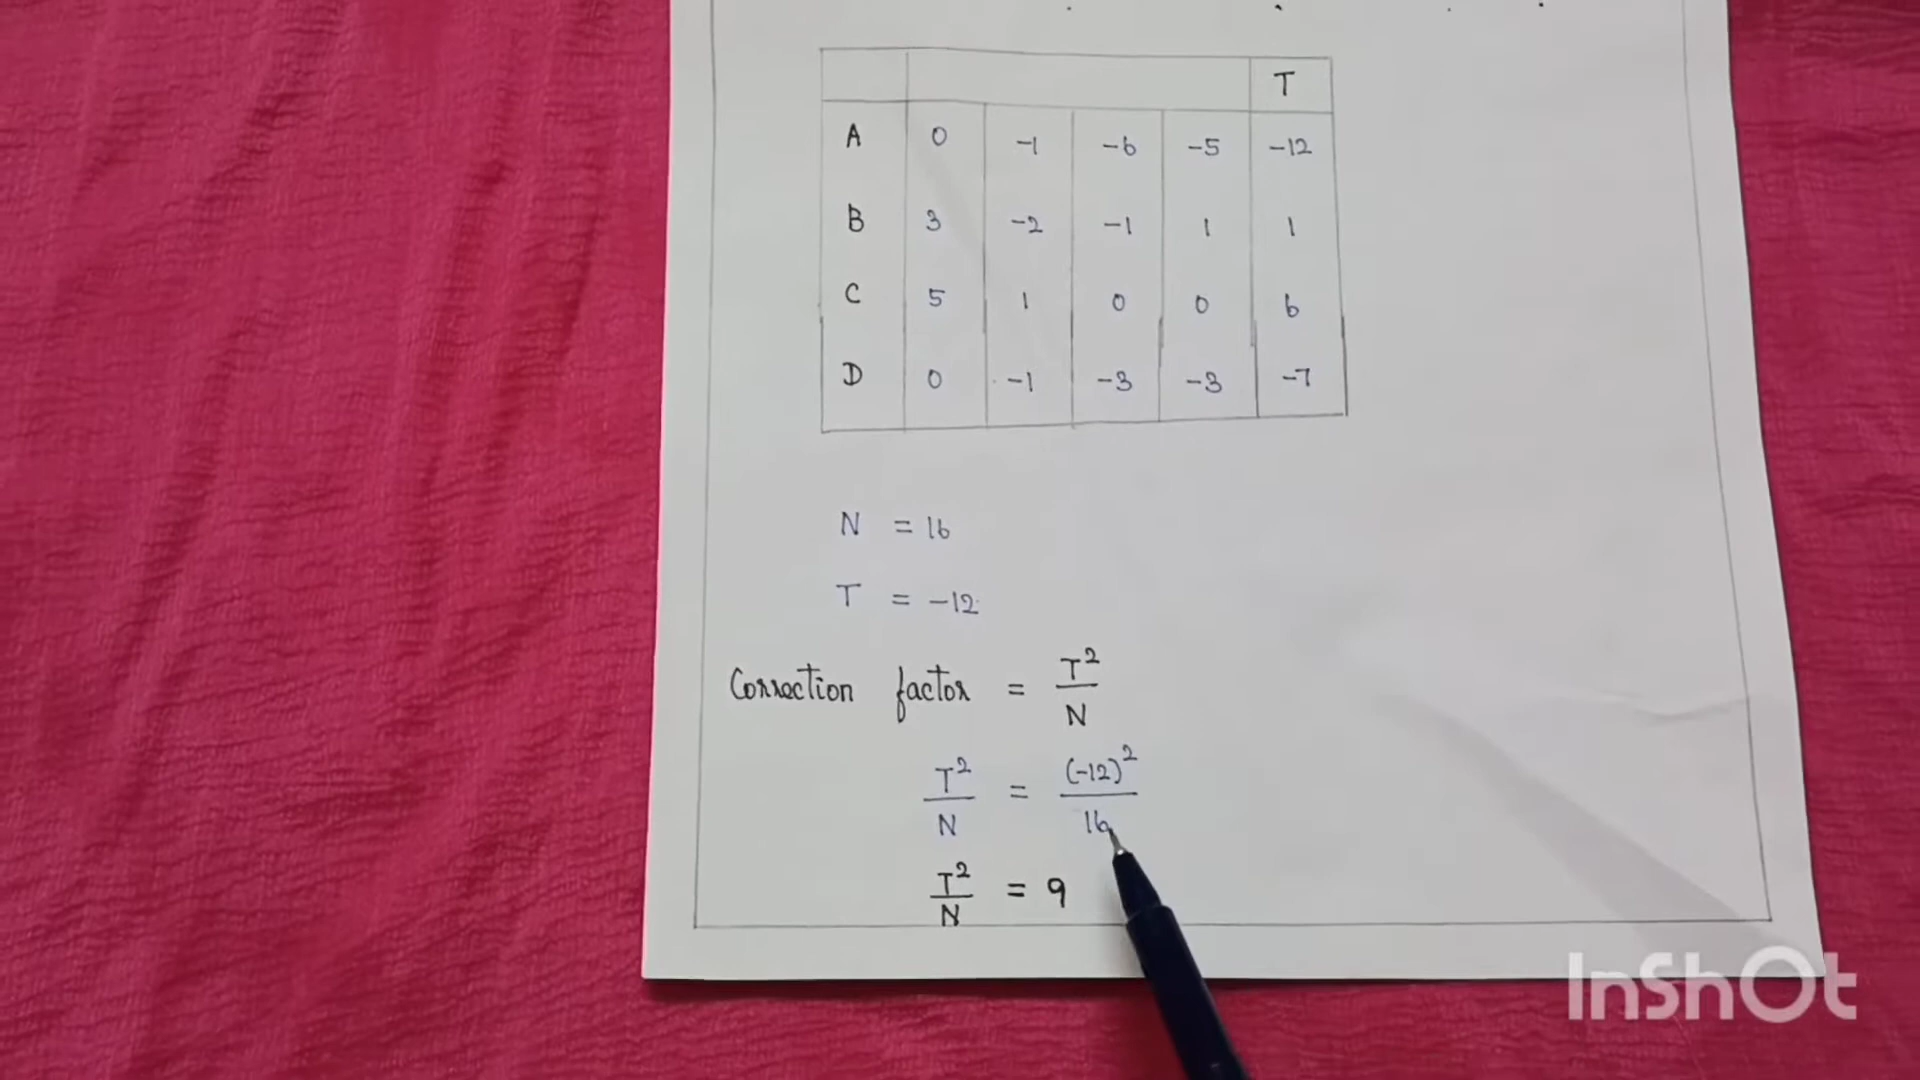 T
A 0 -1 -6 -5 -12
B 3 -2 -1 1 1
C 5 1 0 0 6
D 0 -1 -3 -3 -7
N = 16
T = -12
Correction factor = T²/N
T²/N = (-12)²/16
T²/N = 9
InShOt